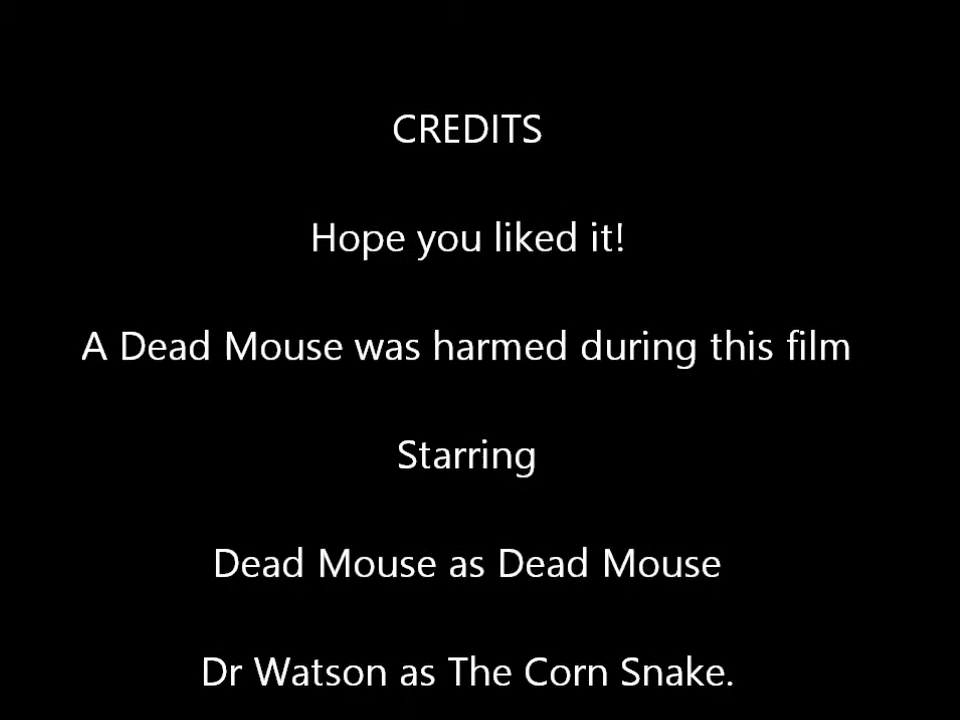 CREDITS
Hope you liked it!
A Dead Mouse was harmed during this film
Starring
Dead Mouse as Dead Mouse
Dr Watson as The Corn Snake.